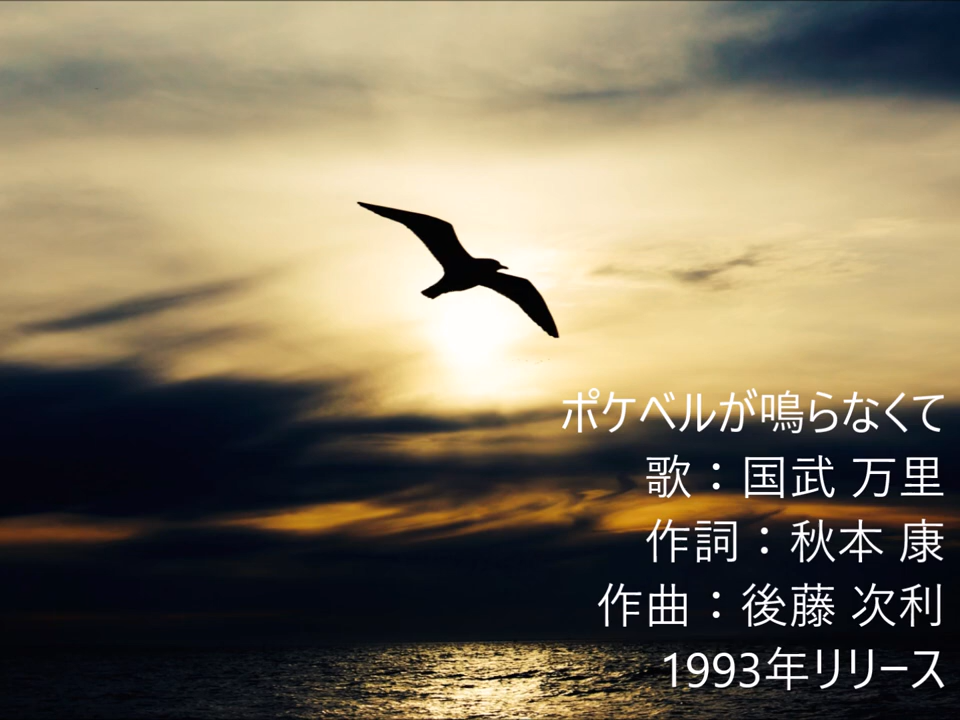 ポケベルが鳴らなくて
歌：国武 万里
作詞：秋本 康
作曲：後藤 次利
1993年リリース